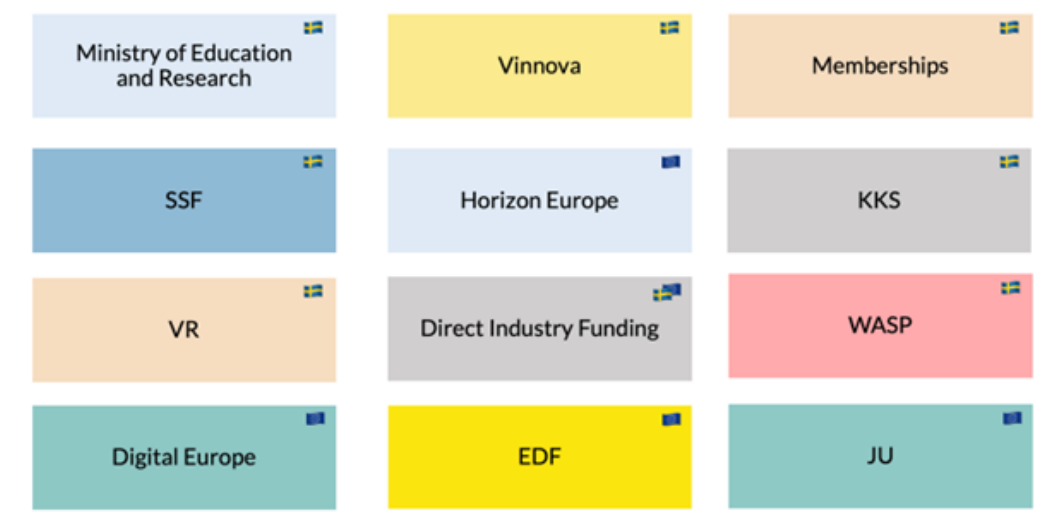 Ministry of Education
and Research
Vinnova
Memberships
SSF
Horizon Europe
KKS
VR
Direct Industry Funding
WASP
Digital Europe
EDF
JU